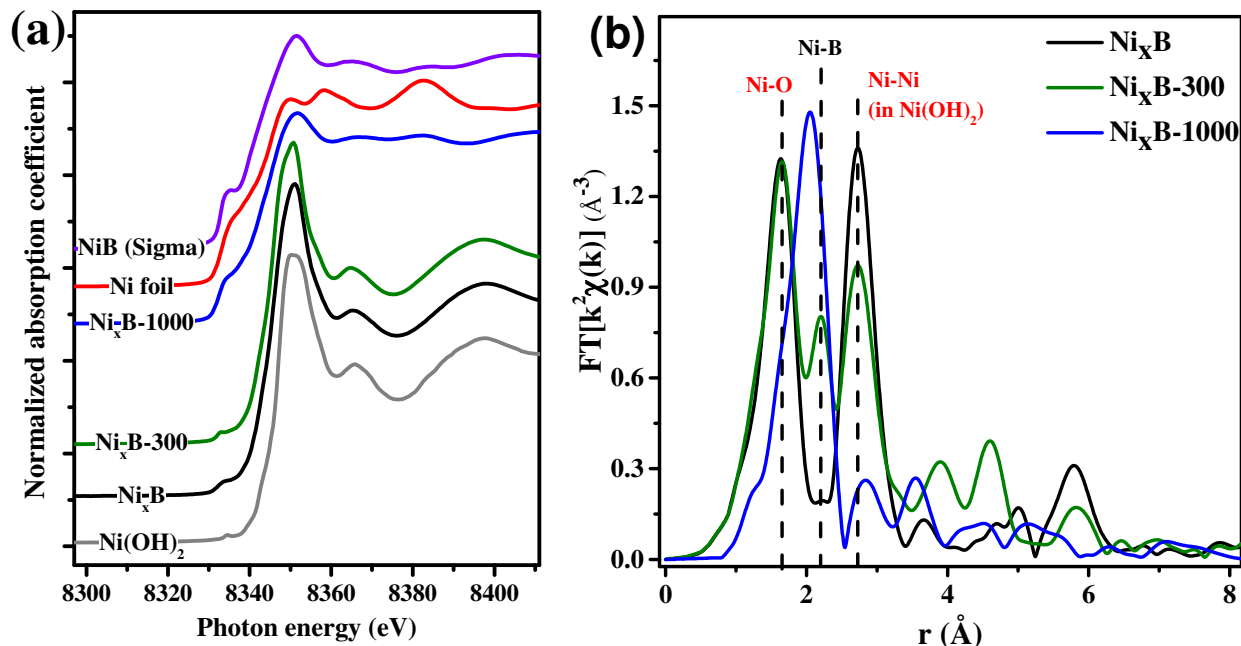 (a)
Normalized absorption coefficient
NiB (Sigma)
Ni foil
NiₓB-1000
NiₓB-300
NiₓB
Ni(OH)₂
8300 8320 8340 8360 8380 8400
Photon energy (eV)
(b)
FT[k²χ(k)] (Å⁻³)
1.5
1.2
0.9
0.6
0.3
0.0
Ni-O
Ni-B
Ni-Ni
(in Ni(OH)₂)
NiₓB
NiₓB-300
NiₓB-1000
0 2 4 6 8
r (Å)